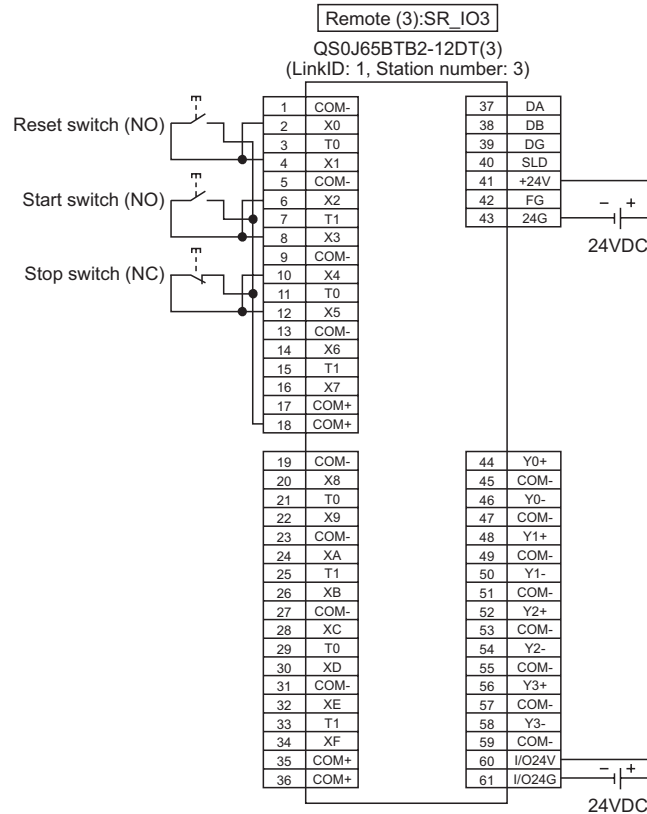 Remote (3):SR_IO3
QS0J65BTB2-12DT(3)
(LinkID: 1, Station number: 3)
Reset switch (NO)
Start switch (NO)
Stop switch (NC)
1 COM-
2 X0
3 T0
4 X1
5 COM-
6 X2
7 T1
8 X3
9 COM-
10 X4
11 T0
12 X5
13 COM-
14 X6
15 T1
16 X7
17 COM+
18 COM+
19 COM-
20 X8
21 T0
22 X9
23 COM-
24 XA
25 T1
26 XB
27 COM-
28 XC
29 T0
30 XD
31 COM-
32 XE
33 T1
34 XF
35 COM+
36 COM+
37 DA
38 DB
39 DG
40 SLD
41 +24V
42 FG
43 24G
− +
24VDC
44 Y0+
45 COM-
46 Y0-
47 COM-
48 Y1+
49 COM-
50 Y1-
51 COM-
52 Y2+
53 COM-
54 Y2-
55 COM-
56 Y3+
57 COM-
58 Y3-
59 COM-
60 I/O24V
61 I/O24G
− +
24VDC